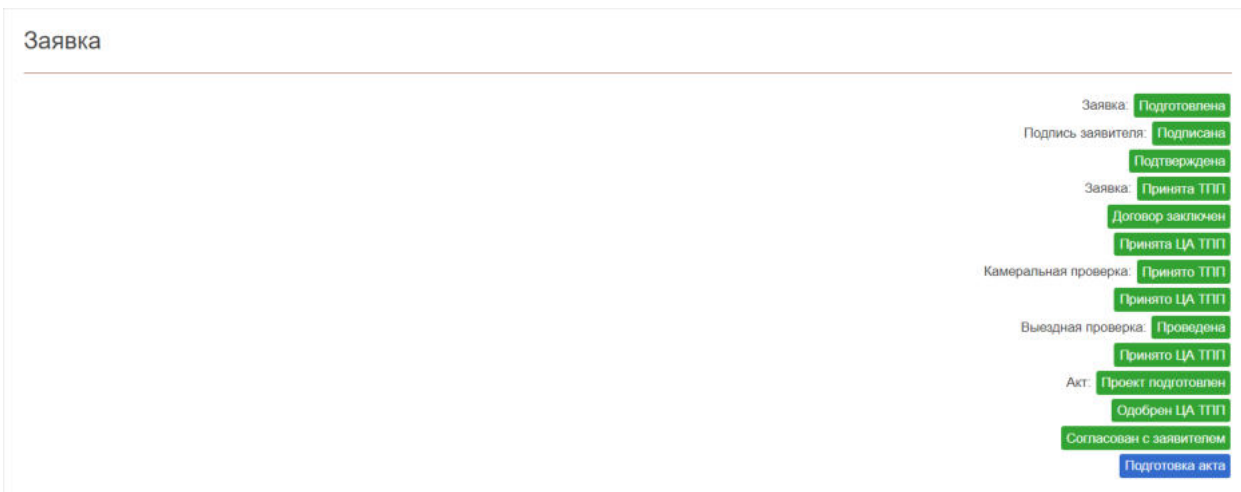 Заявка
Заявка: Подготовлена
Подпись заявителя: Подписана
Подтверждена
Заявка: Принята ТПП
Договор заключен
Принята ЦА ТПП
Камеральная проверка: Принято ТПП
Принято ЦА ТПП
Выездная проверка: Проведена
Принято ЦА ТПП
Акт: Проект подготовлен
Одобрен ЦА ТПП
Согласован с заявителем
Подготовка акта